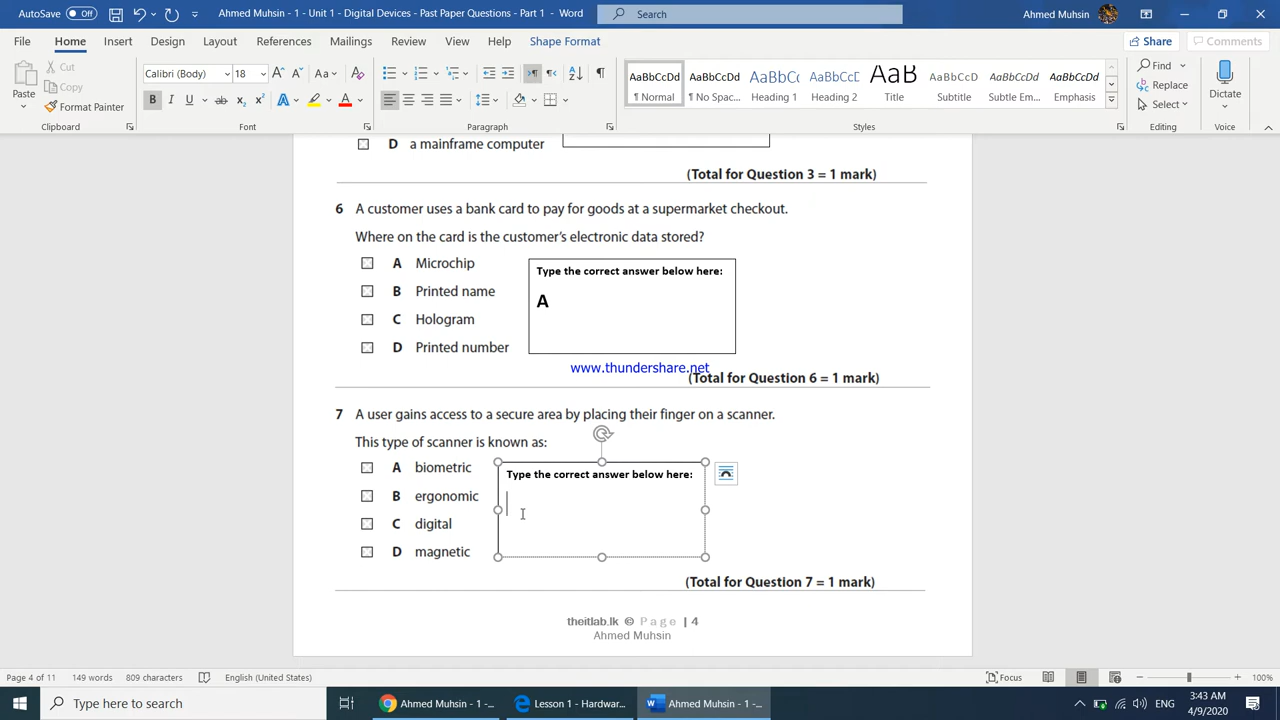 AutoSave Off Ahmed Muhsin - 1 - Unit 1 - Digital Devices - Past Paper Questions - Part 1 - Word Search Ahmed Muhsin
File Home Insert Design Layout References Mailings Review View Help Shape Format Share Comments
Paste Cut Copy Format Painter
Calibri (Body) 18
AaBbCcDd AaBbCcDd AaBbCc AaBbCcE AaB AaBbCcD AaBbCcDd AaBbCcDd
¶ Normal ¶ No Spac... Heading 1 Heading 2 Title Subtitle Subtle Em... Emphasis
Find Replace Select Dictate
Clipboard Font Paragraph Styles Editing Voice
D a mainframe computer
(Total for Question 3 = 1 mark)
6 A customer uses a bank card to pay for goods at a supermarket checkout.
Where on the card is the customer's electronic data stored?
A Microchip
B Printed name
C Hologram
D Printed number
Type the correct answer below here:
A
www.thundershare.net
(Total for Question 6 = 1 mark)
7 A user gains access to a secure area by placing their finger on a scanner.
This type of scanner is known as:
A biometric
B ergonomic
C digital
D magnetic
Type the correct answer below here:
(Total for Question 7 = 1 mark)
theitlab.lk © Page | 4
Ahmed Muhsin
Page 4 of 11 149 words 809 characters English (United States) Focus 100%
Type here to search Ahmed Muhsin - 1 -... Lesson 1 - Hardwar... Ahmed Muhsin - 1 -... 3:43 AM
4/9/2020